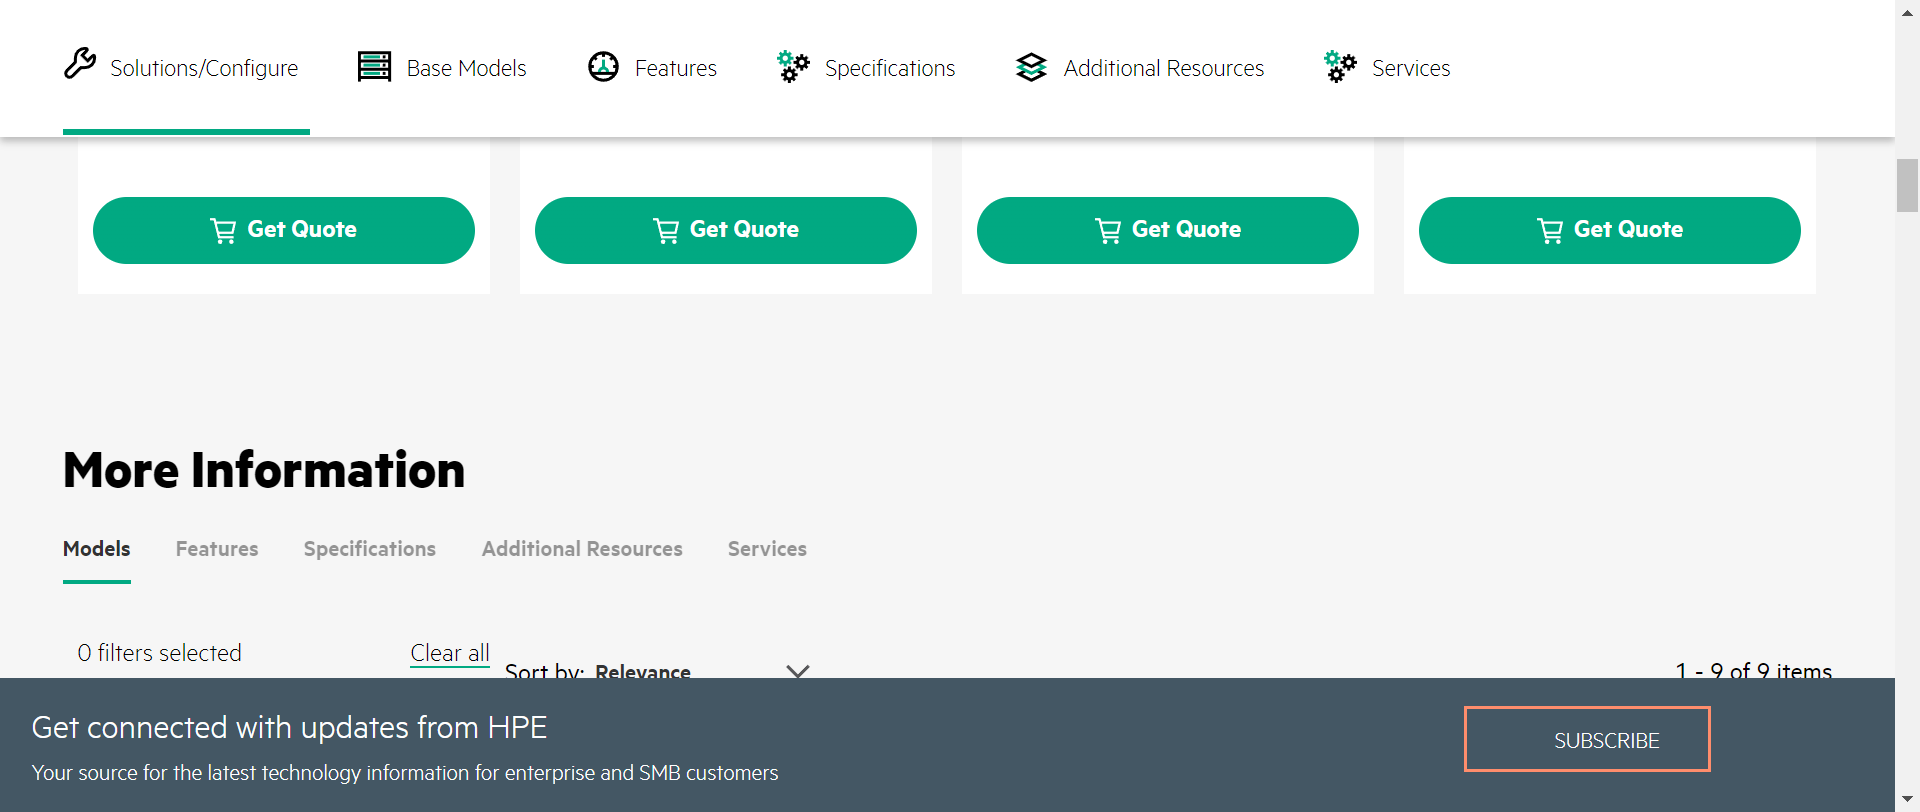 Solutions/Configure Base Models Features Specifications Additional Resources Services
Get Quote Get Quote Get Quote Get Quote
More Information
Models Features Specifications Additional Resources Services
0 filters selected Clear all
Sort by: Relevance 1 - 9 of 9 items
Get connected with updates from HPE
SUBSCRIBE
Your source for the latest technology information for enterprise and SMB customers